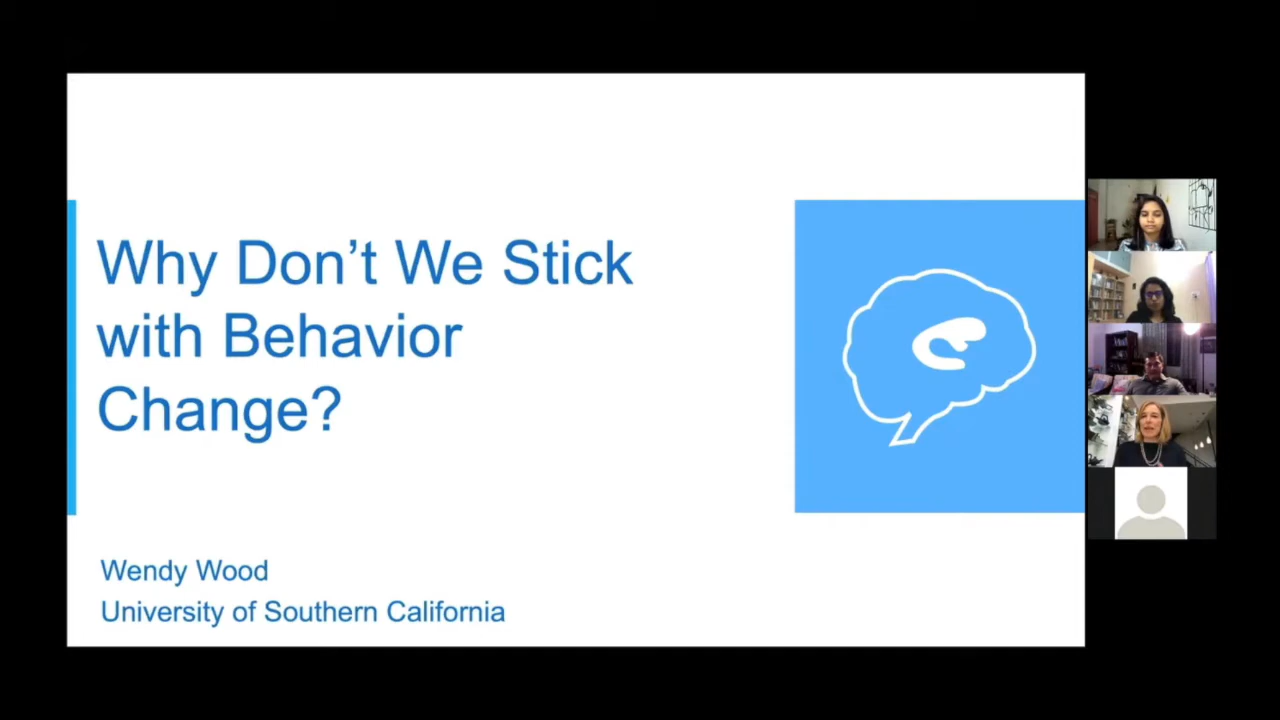 Why Don’t We Stick
with Behavior
Change?
Wendy Wood
University of Southern California